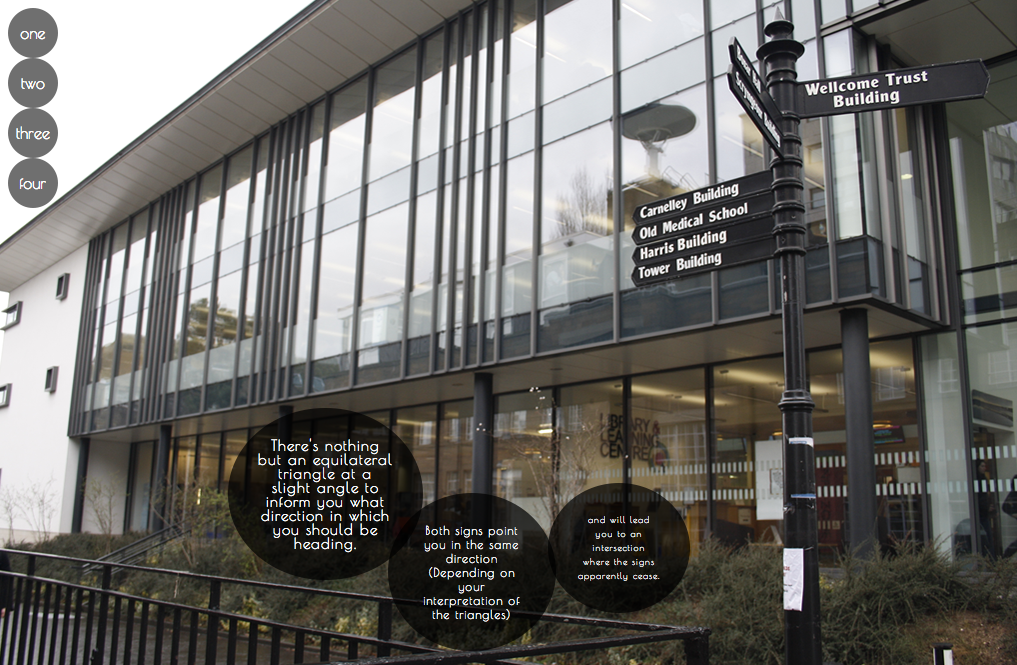 one
two
three
four
Wellcome Trust
Building
Carnelley Building
Old Medical School
Harris Building
Tower Building
LIBRARY &
LEARNING
CENTRE
There's nothing
but an equilateral
triangle at a
slight angle to
inform you what
direction in which
you should be
heading.
Both signs point
you in the same
direction
(Depending on
your
interpretation of
the triangles)
and will lead
you to an
intersection
where the signs
apparently cease.